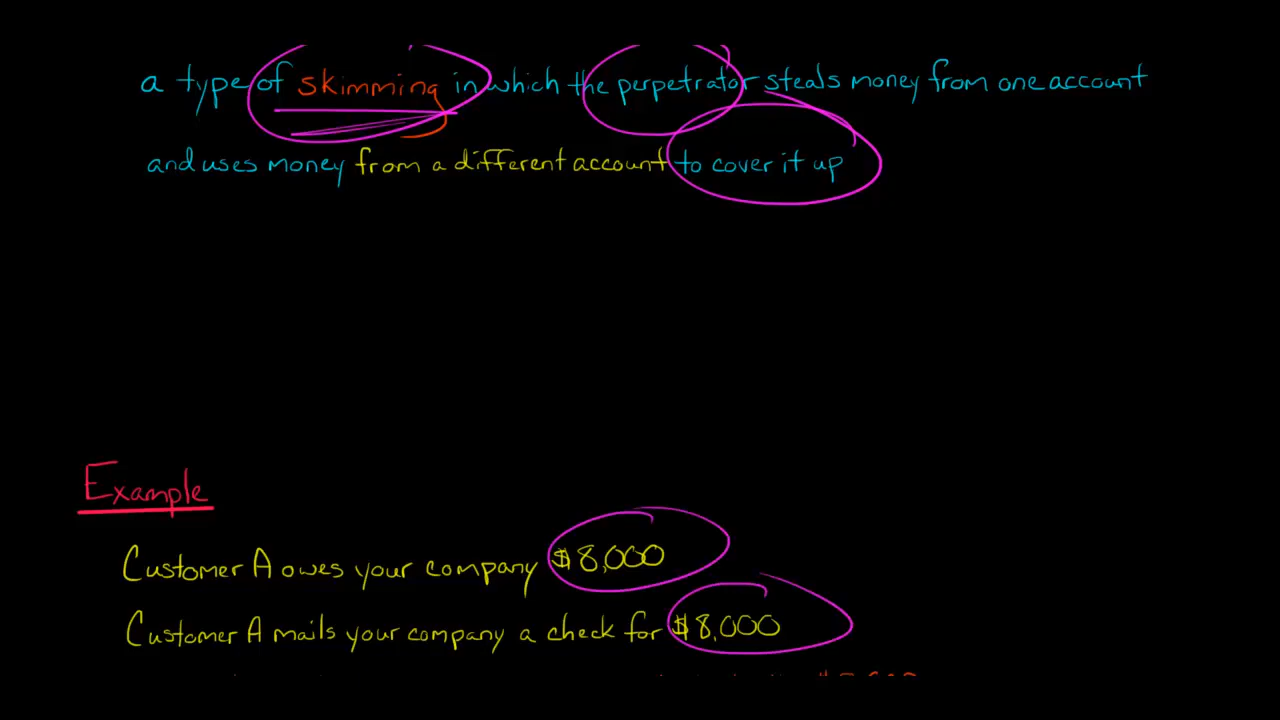 a type of skimming in which the perpetrator steals money from one account
and uses money from a different account to cover it up
Example
Customer A owes your company $8,000
Customer A mails your company a check for $8,000